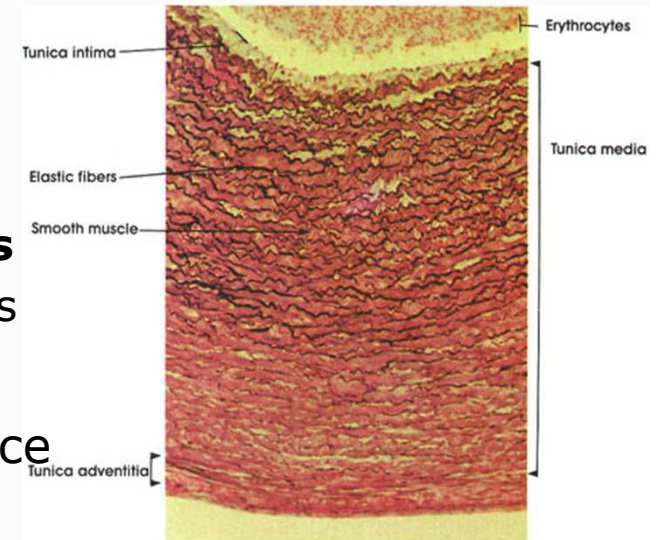 Erythrocytes
Tunica intima
Tunica media
Elastic fibers
Smooth muscle
s
s
ce
Tunica adventitia